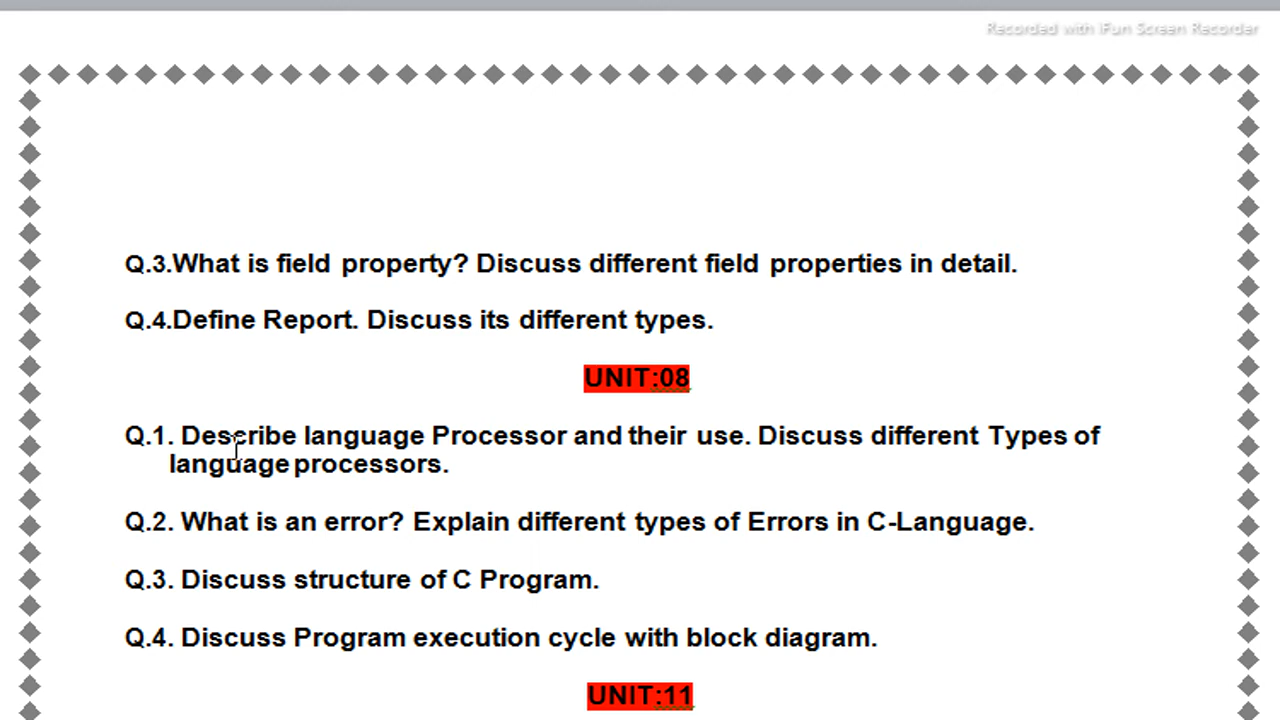 Recorded with iFun Screen Recorder
Q.3.What is field property? Discuss different field properties in detail.
Q.4.Define Report. Discuss its different types.
UNIT:08
Q.1. Describe language Processor and their use. Discuss different Types of
language processors.
Q.2. What is an error? Explain different types of Errors in C-Language.
Q.3. Discuss structure of C Program.
Q.4. Discuss Program execution cycle with block diagram.
UNIT:11